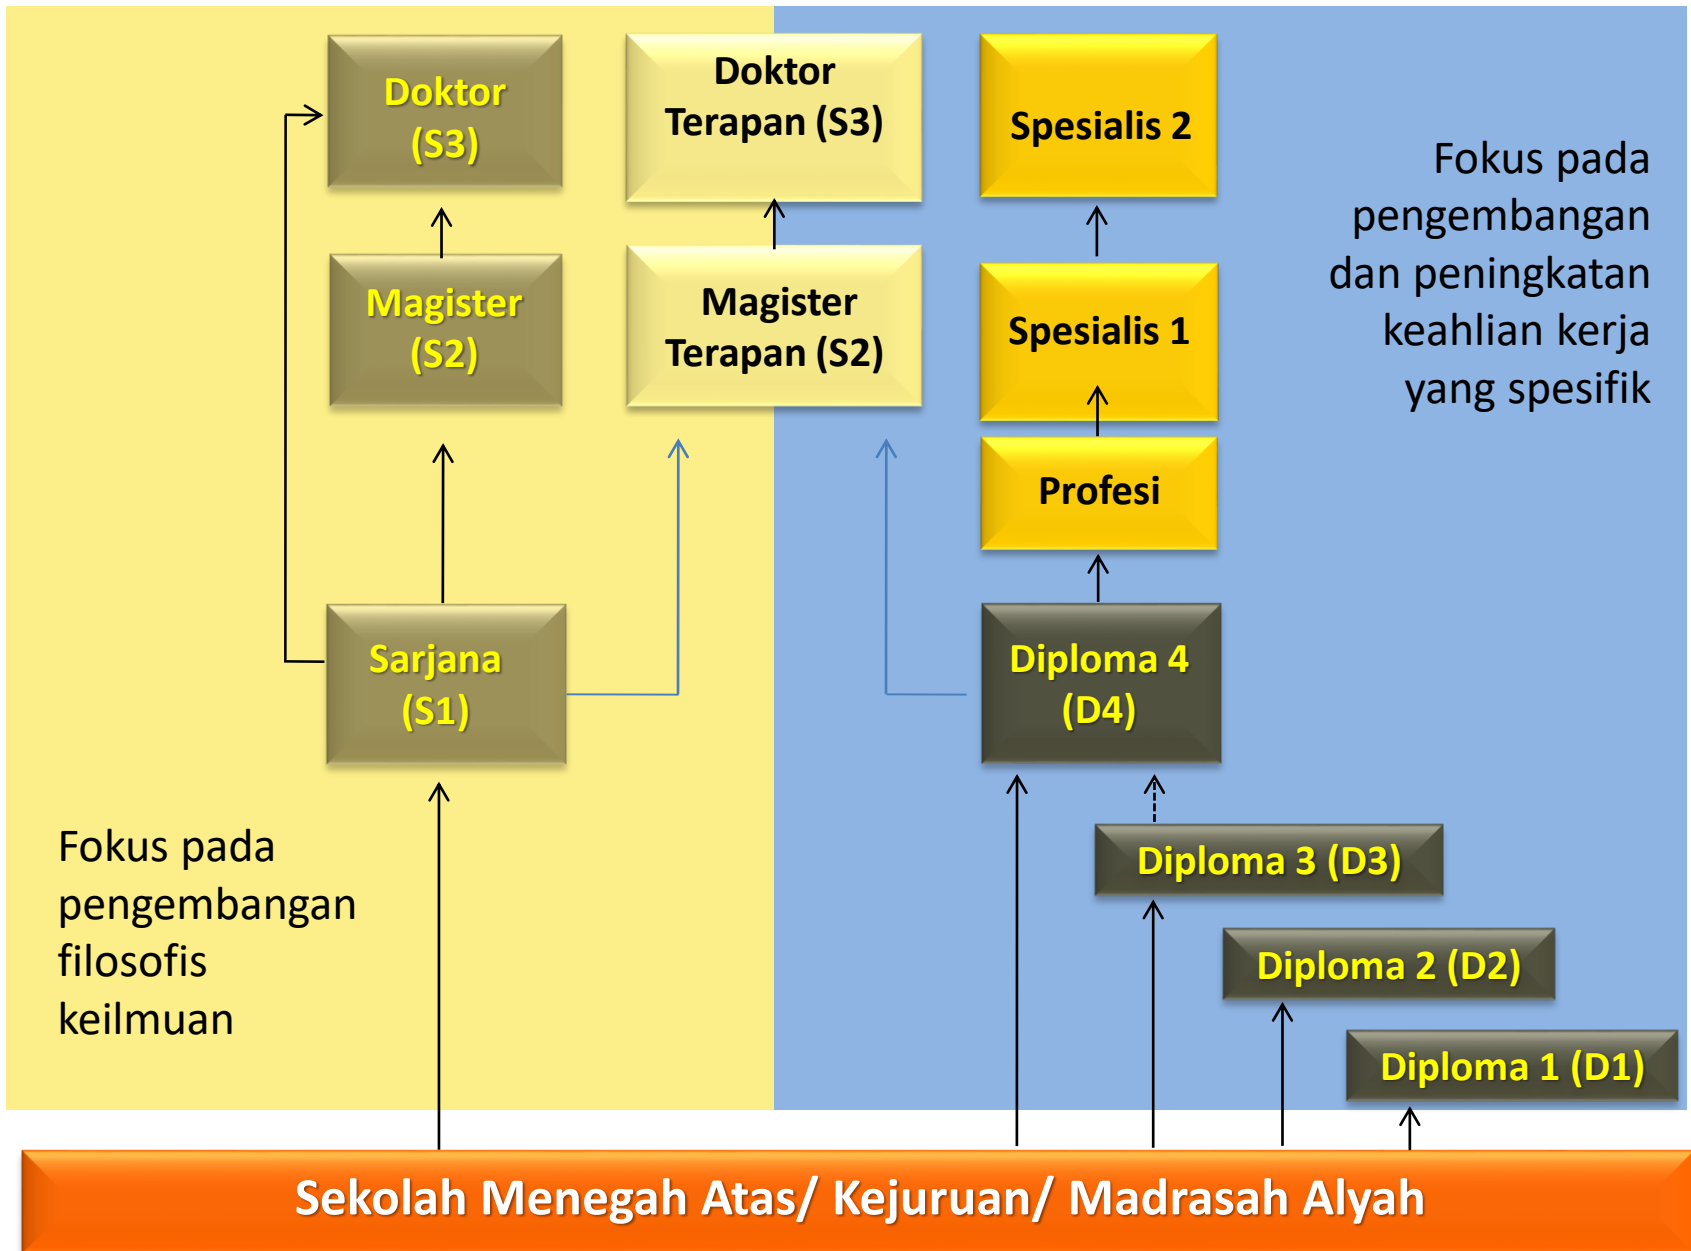 Doktor
(S3)
Doktor
Terapan (S3)
Spesialis 2
Fokus pada
pengembangan
dan peningkatan
keahlian kerja
yang spesifik
Magister
(S2)
Magister
Terapan (S2)
Spesialis 1
Profesi
Sarjana
(S1)
Diploma 4
(D4)
Fokus pada
pengembangan
filosofis
keilmuan
Diploma 3 (D3)
Diploma 2 (D2)
Diploma 1 (D1)
Sekolah Menegah Atas/ Kejuruan/ Madrasah Alyah